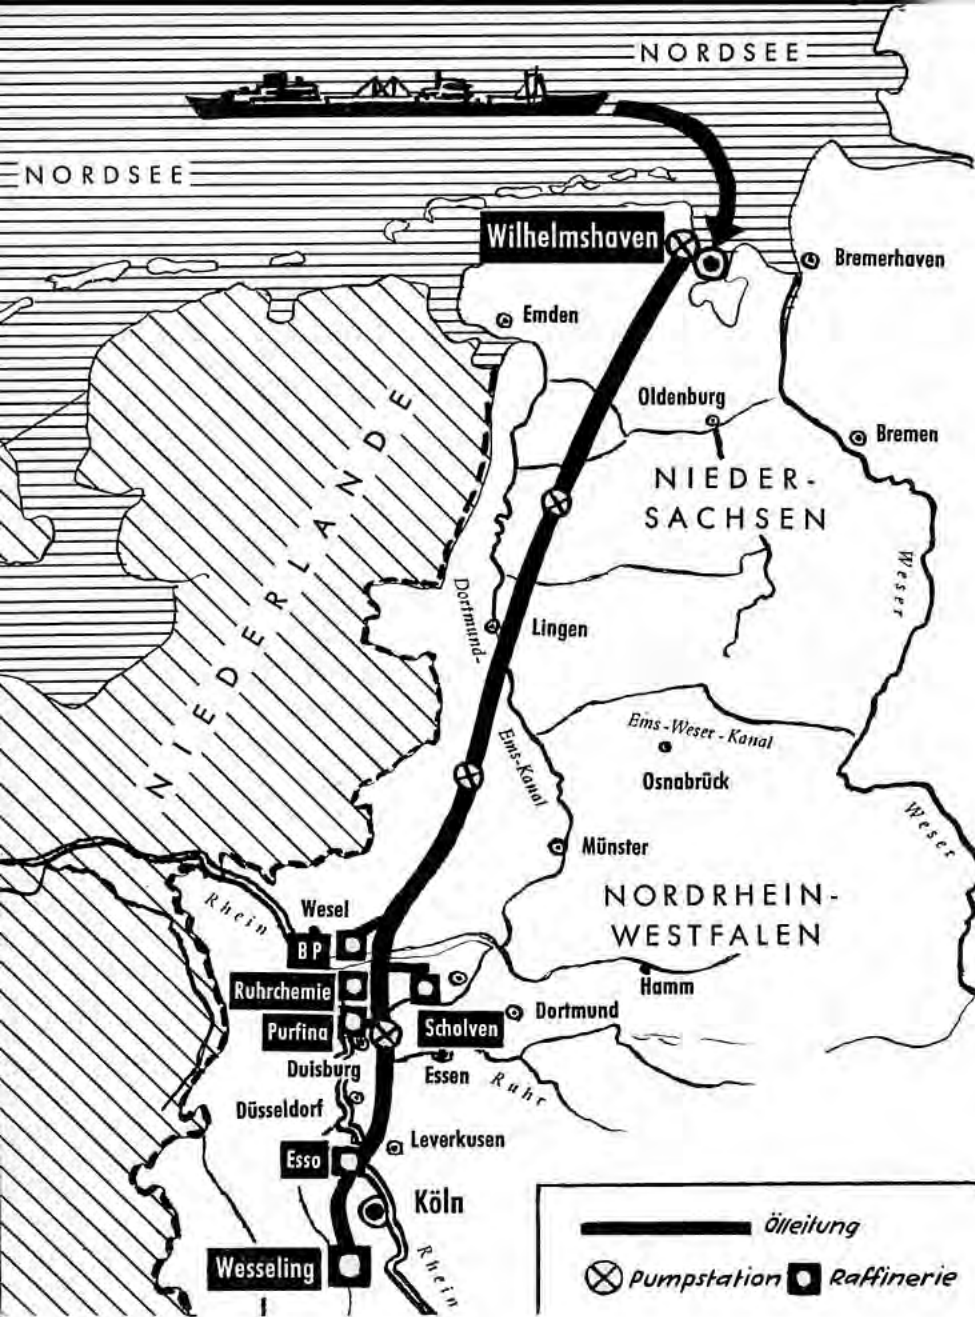 NORDSEE
NORDSEE
Wilhelmshaven
Bremerhaven
Emden
Oldenburg
Bremen
NIEDER-
SACHSEN
NIEDERLANDE
Weser
Dortmund-
Lingen
Ems-Weser-Kanal
Ems-Kanal
Osnabrück
Weser
Münster
NORDRHEIN-
WESTFALEN
Rhein
Wesel
BP
Ruhrchemie
Hamm
Purfina
Scholven
Dortmund
Duisburg
Essen
Ruhr
Düsseldorf
Leverkusen
Esso
Köln
Wesseling
Rhein
Ölleitung
Pumpstation
Raffinerie